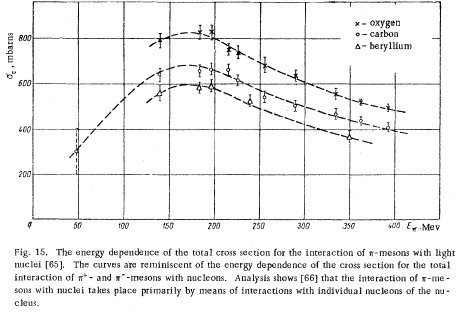 x – oxygen
o – carbon
△ – beryllium
σc, mbarns
800
600
400
200
0
50
100
150
200
250
300
350
400
Eπ, Mev
Fig. 15. The energy dependence of the total cross section for the interaction of π-mesons with light
nuclei [65]. The curves are reminiscent of the energy dependence of the cross section for the total
interaction of π⁺- and π⁻-mesons with nucleons. Analysis shows [66] that the interaction of π-me-
sons with nuclei takes place primarily by means of interactions with individual nucleons of the nu-
cleus.